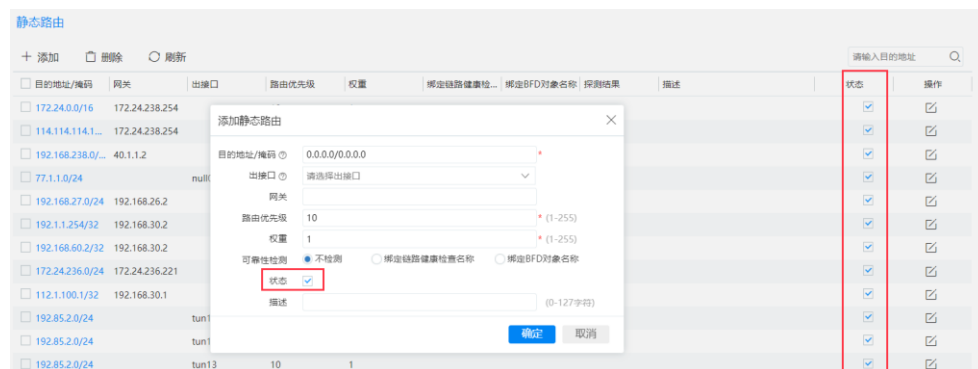 静态路由
添加 删除 刷新 请输入目的地址
目的地址/掩码 网关 出接口 路由优先级 权重 绑定链路健康检... 绑定BFD对象名称 探测结果 描述 状态 操作
172.24.0.0/16 172.24.238.254
114.114.114.1... 172.24.238.254
192.168.238.0/... 40.1.1.2
77.1.1.0/24
192.168.27.0/24 192.168.26.2
192.1.1.254/32 192.168.30.2
192.168.60.2/32 192.168.30.2
172.24.236.0/24 172.24.236.221
112.1.100.1/32 192.168.30.1
192.85.2.0/24
192.85.2.0/24
192.85.2.0/24 tun13 10 1
添加静态路由
目的地址/掩码 0.0.0.0/0.0.0.0 *
出接口 请选择出接口
网关
路由优先级 10 * (1-255)
权重 1 * (1-255)
可靠性检测 不检测 绑定链路健康检查名称 绑定BFD对象名称
状态
描述 (0-127字符)
确定 取消